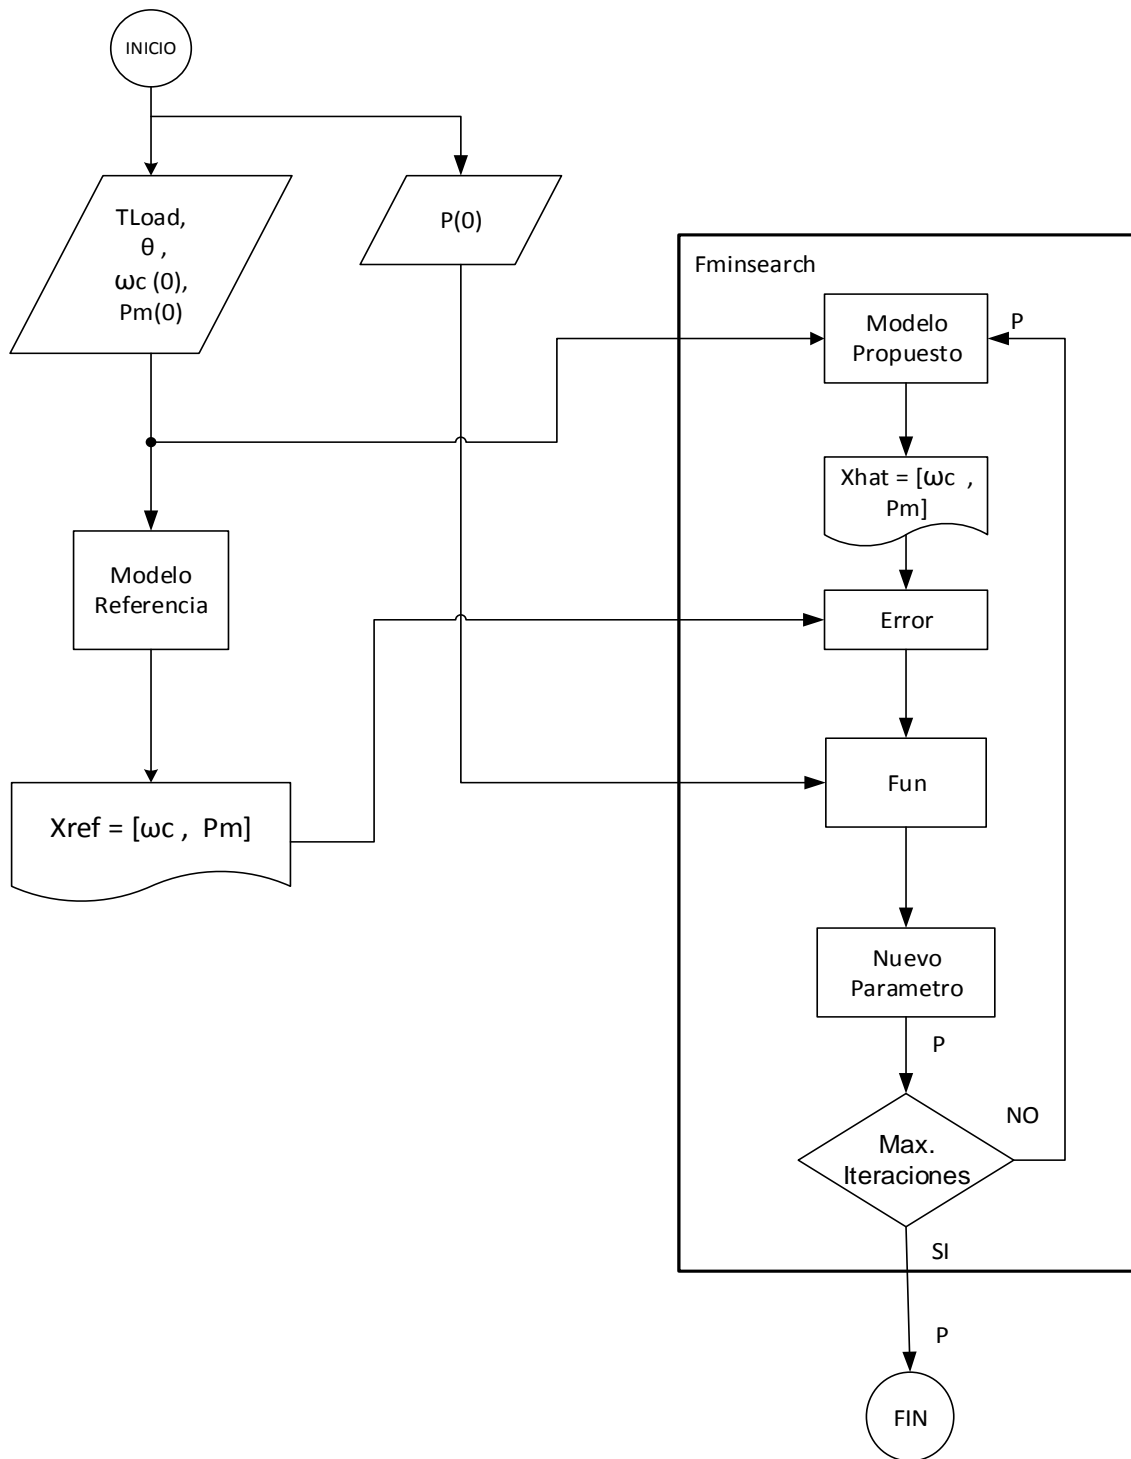 INICIO
TLoad,
θ ,
ωc (0),
Pm(0)
P(0)
Fminsearch
Modelo
Propuesto
P
Xhat = [ωc ,
Pm]
Modelo
Referencia
Error
Xref = [ωc , Pm]
Fun
Nuevo
Parametro
P
NO
Max.
Iteraciones
SI
P
FIN